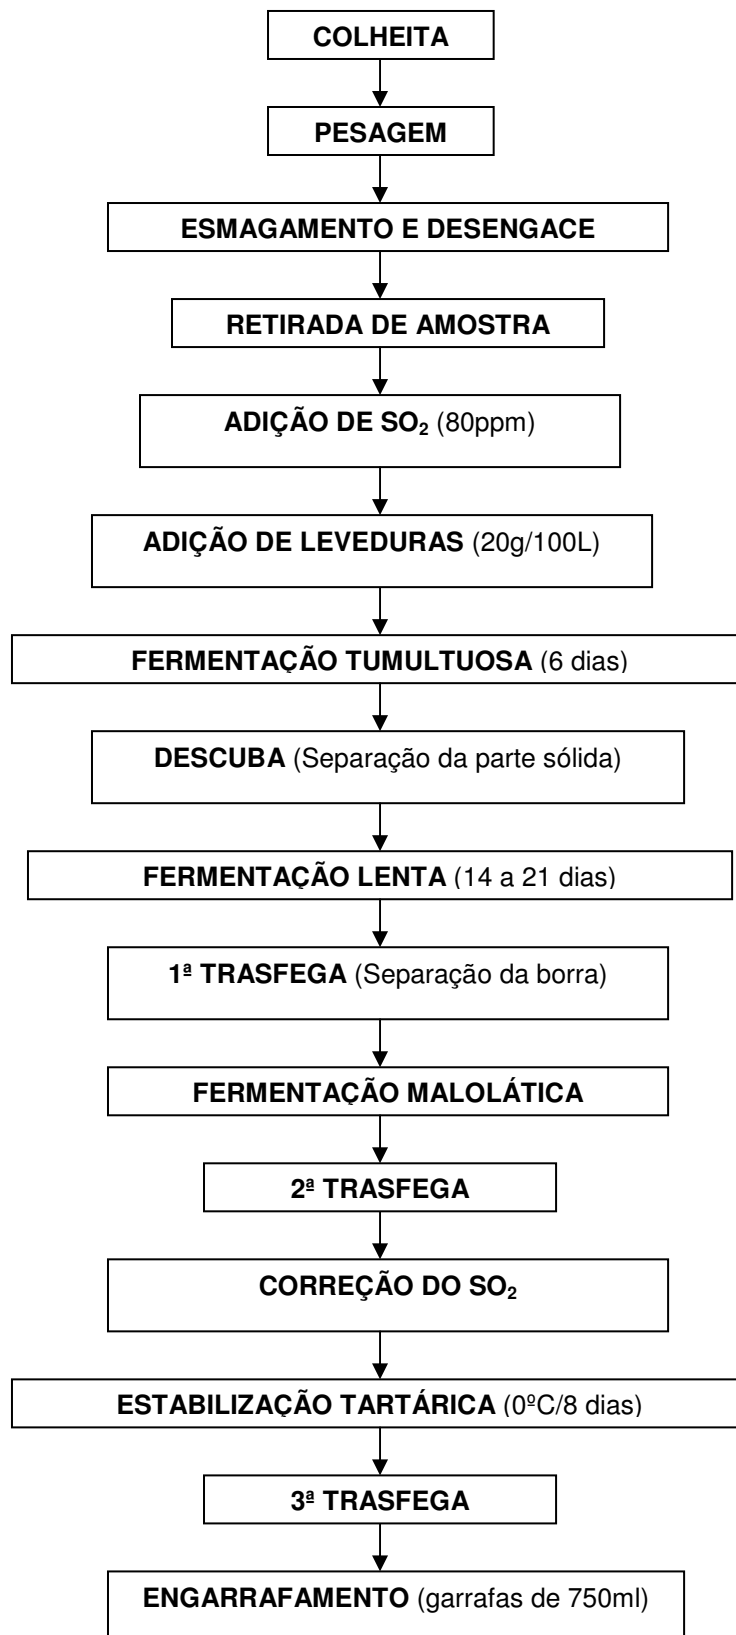 COLHEITA
PESAGEM
ESMAGAMENTO E DESENGACE
RETIRADA DE AMOSTRA
ADIÇÃO DE SO₂ (80ppm)
ADIÇÃO DE LEVEDURAS (20g/100L)
FERMENTAÇÃO TUMULTUOSA (6 dias)
DESCUBA (Separação da parte sólida)
FERMENTAÇÃO LENTA (14 a 21 dias)
1ª TRASFEGA (Separação da borra)
FERMENTAÇÃO MALOLÁTICA
2ª TRASFEGA
CORREÇÃO DO SO₂
ESTABILIZAÇÃO TARTÁRICA (0ºC/8 dias)
3ª TRASFEGA
ENGARRAFAMENTO (garrafas de 750ml)